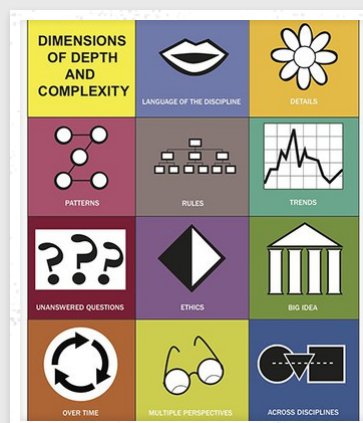 DIMENSIONS
OF DEPTH
AND
COMPLEXITY
LANGUAGE OF THE DISCIPLINE
DETAILS
PATTERNS
RULES
TRENDS
???
UNANSWERED QUESTIONS
ETHICS
BIG IDEA
OVER TIME
MULTIPLE PERSPECTIVES
ACROSS DISCIPLINES